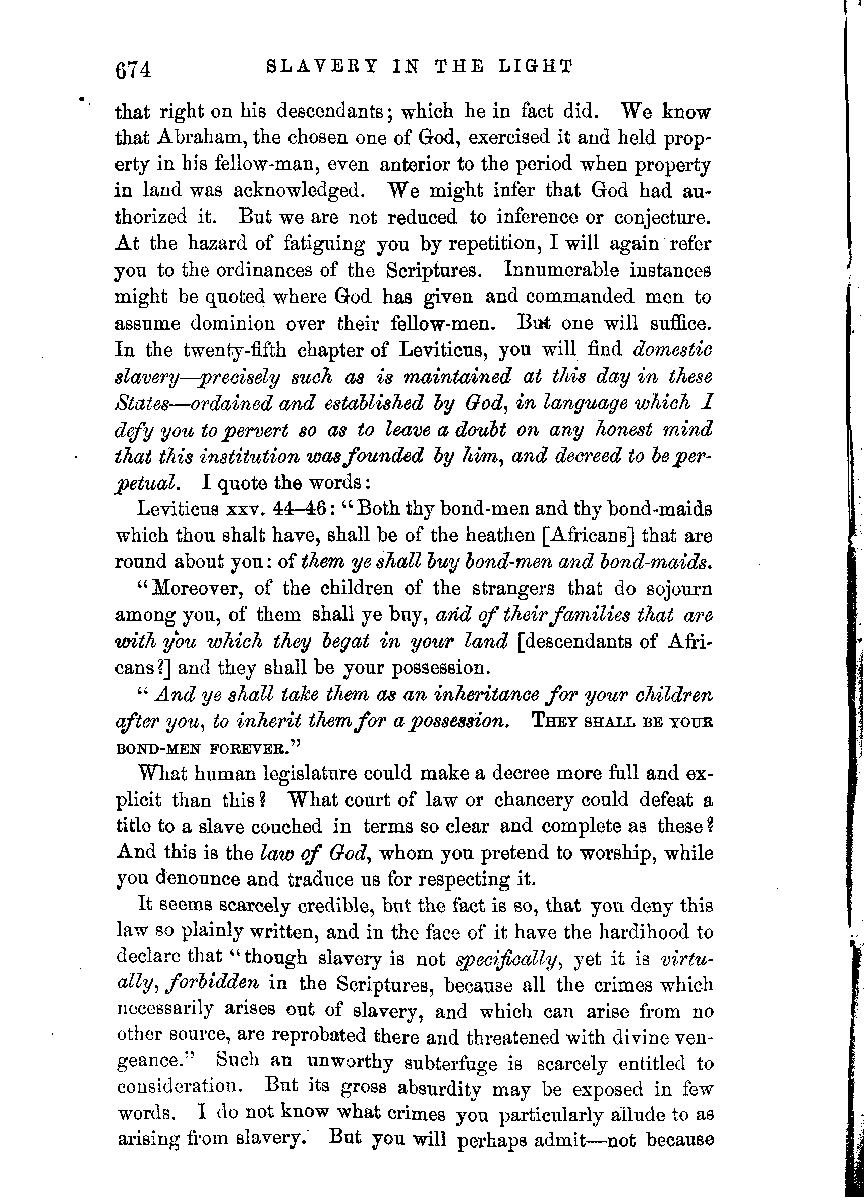 674 SLAVERY IN THE LIGHT
that right on his descendants; which he in fact did. We know
that Abraham, the chosen one of God, exercised it and held prop-
erty in his fellow-man, even anterior to the period when property
in land was acknowledged. We might infer that God had au-
thorized it. But we are not reduced to inference or conjecture.
At the hazard of fatiguing you by repetition, I will again refer
you to the ordinances of the Scriptures. Innumerable instances
might be quoted where God has given and commanded men to
assume dominion over their fellow-men. But one will suffice.
In the twenty-fifth chapter of Leviticus, you will find domestic
slavery—precisely such as is maintained at this day in these
States—ordained and established by God, in language which I
defy you to pervert so as to leave a doubt on any honest mind
that this institution was founded by him, and decreed to be per-
petual. I quote the words:
Leviticus xxv. 44–46: "Both thy bond-men and thy bond-maids
which thou shalt have, shall be of the heathen [Africans] that are
round about you: of them ye shall buy bond-men and bond-maids.
"Moreover, of the children of the strangers that do sojourn
among you, of them shall ye buy, and of their families that are
with you which they begat in your land [descendants of Afri-
cans?] and they shall be your possession.
"And ye shall take them as an inheritance for your children
after you, to inherit them for a possession. THEY SHALL BE YOUR
BOND-MEN FOREVER."
What human legislature could make a decree more full and ex-
plicit than this? What court of law or chancery could defeat a
title to a slave couched in terms so clear and complete as these?
And this is the law of God, whom you pretend to worship, while
you denounce and traduce us for respecting it.
It seems scarcely credible, but the fact is so, that you deny this
law so plainly written, and in the face of it have the hardihood to
declare that "though slavery is not specifically, yet it is virtu-
ally, forbidden in the Scriptures, because all the crimes which
necessarily arises out of slavery, and which can arise from no
other source, are reprobated there and threatened with divine ven-
geance." Such an unworthy subterfuge is scarcely entitled to
consideration. But its gross absurdity may be exposed in few
words. I do not know what crimes you particularly allude to as
arising from slavery. But you will perhaps admit—not because